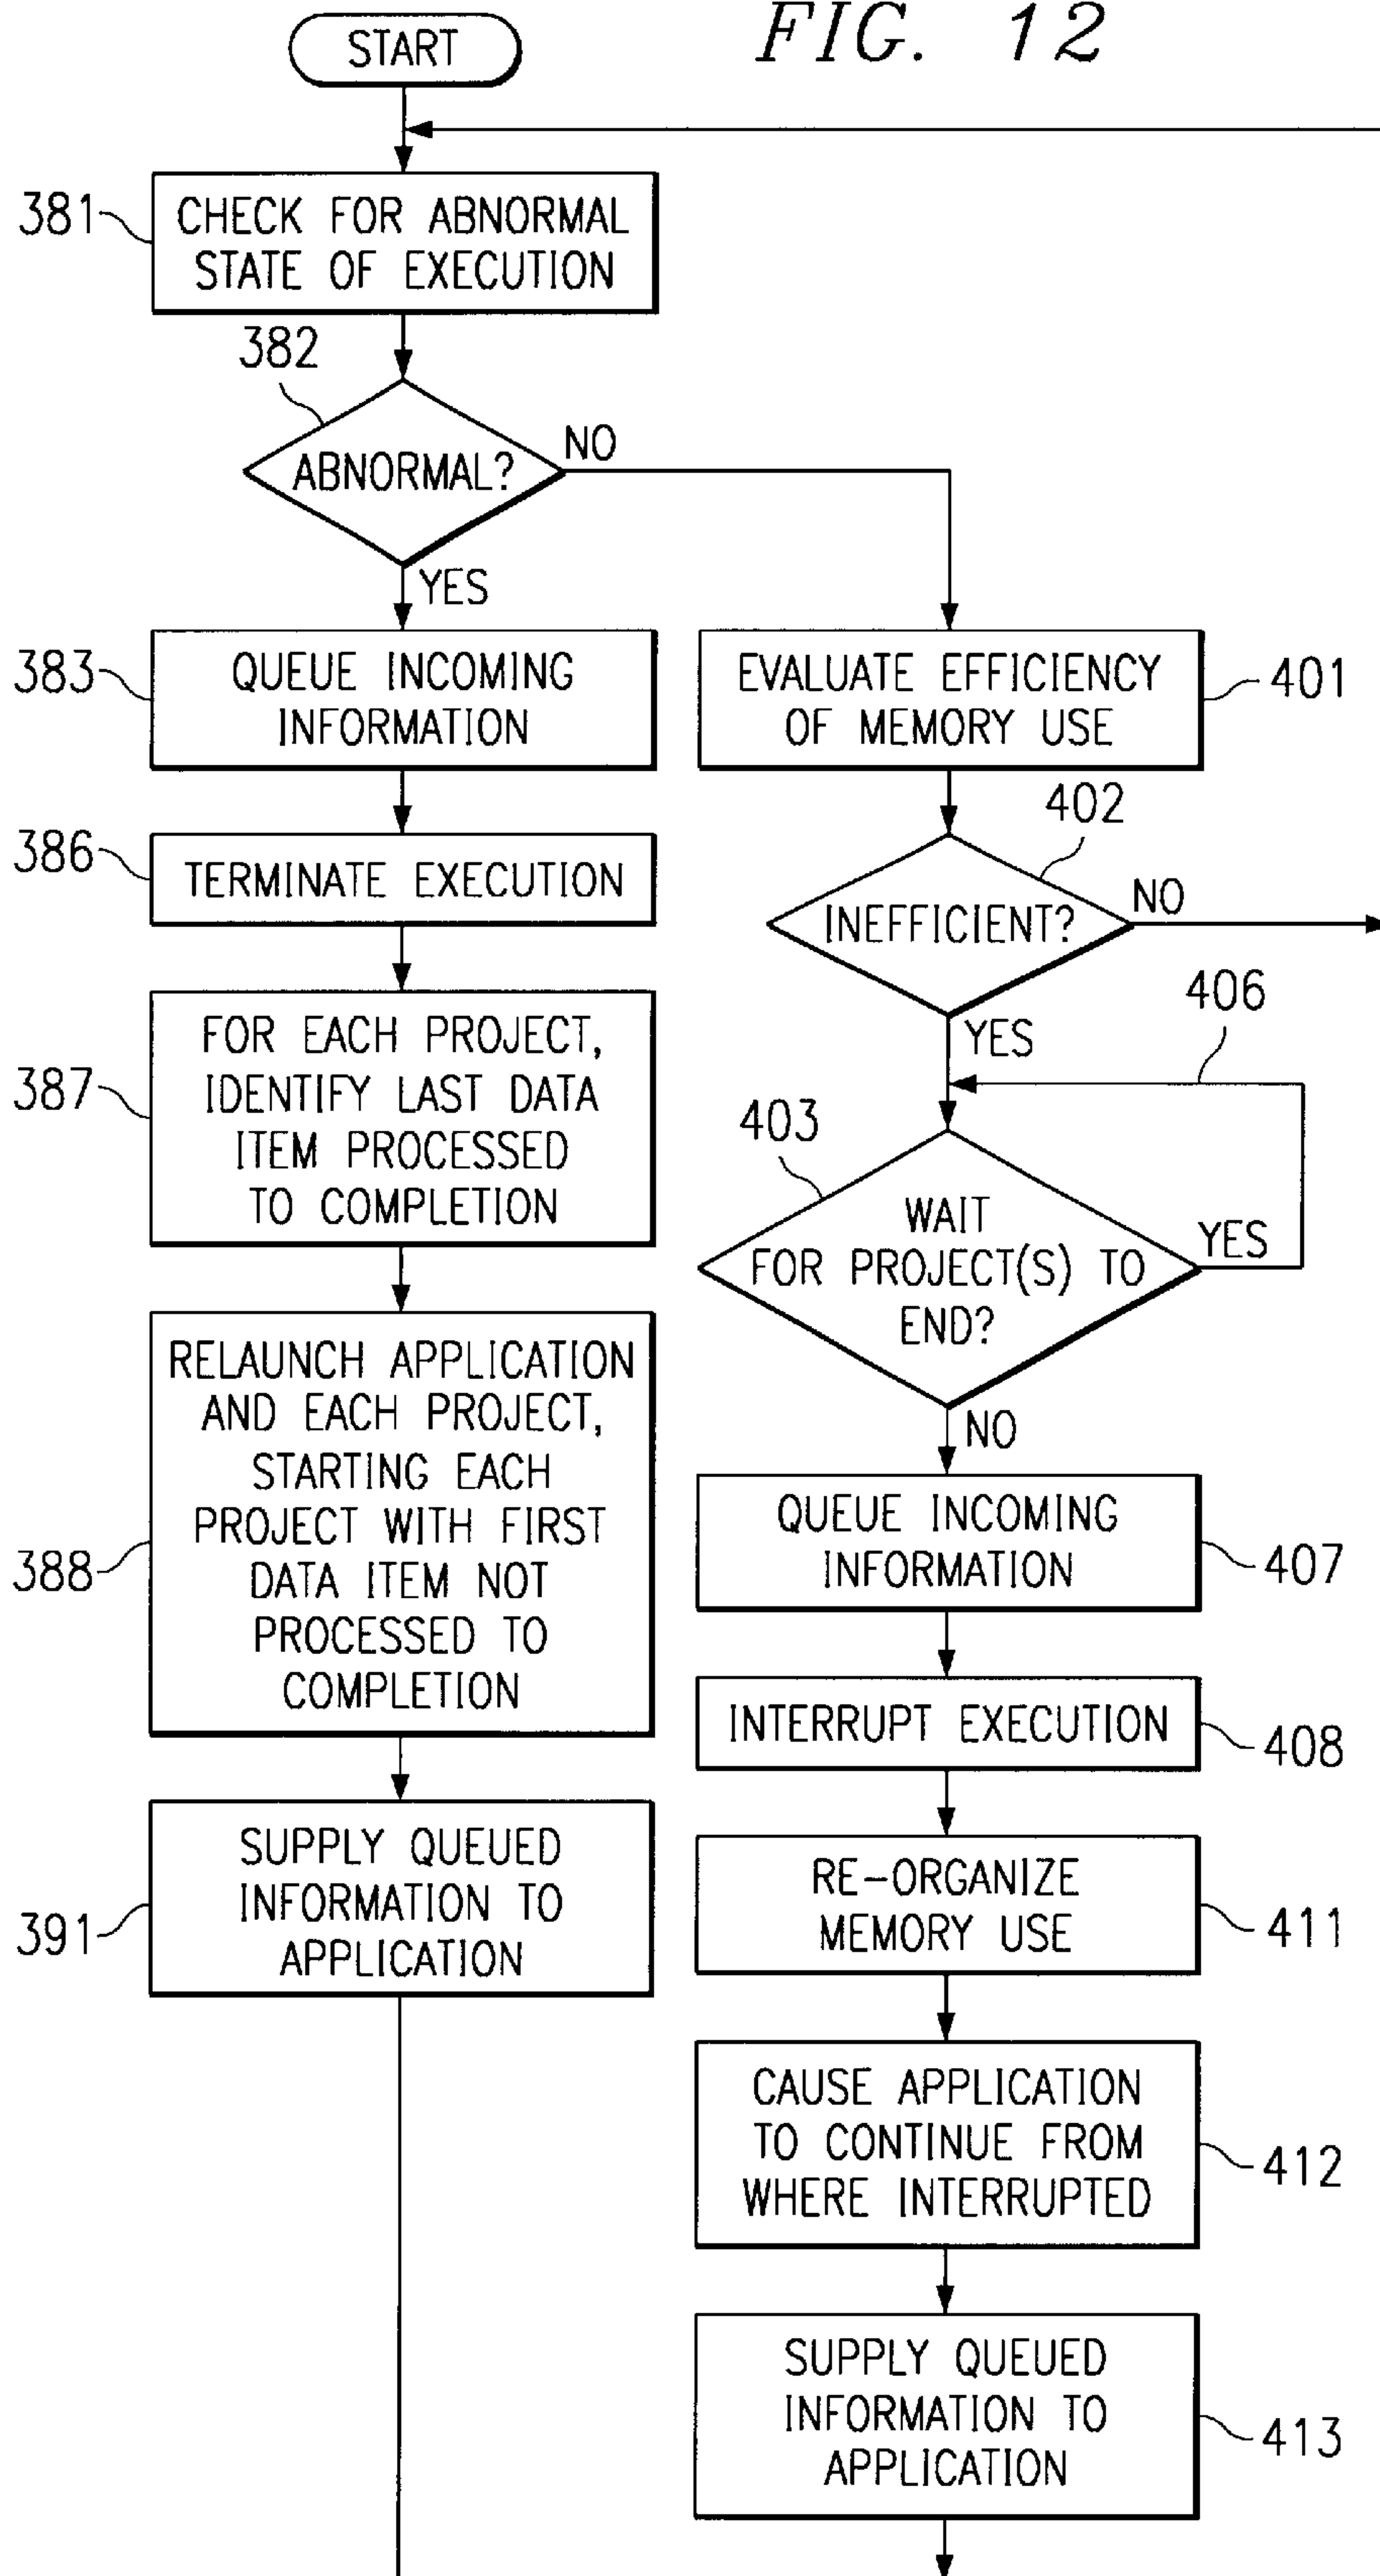 FIG. 12
START
381
CHECK FOR ABNORMAL
STATE OF EXECUTION
382
ABNORMAL?
NO
YES
383
QUEUE INCOMING
INFORMATION
386
TERMINATE EXECUTION
387
FOR EACH PROJECT,
IDENTIFY LAST DATA
ITEM PROCESSED
TO COMPLETION
388
RELAUNCH APPLICATION
AND EACH PROJECT,
STARTING EACH
PROJECT WITH FIRST
DATA ITEM NOT
PROCESSED TO
COMPLETION
391
SUPPLY QUEUED
INFORMATION TO
APPLICATION
EVALUATE EFFICIENCY
OF MEMORY USE
401
402
INEFFICIENT?
NO
YES
406
403
WAIT
FOR PROJECT(S) TO
END?
YES
NO
QUEUE INCOMING
INFORMATION
407
INTERRUPT EXECUTION
408
RE-ORGANIZE
MEMORY USE
411
CAUSE APPLICATION
TO CONTINUE FROM
WHERE INTERRUPTED
412
SUPPLY QUEUED
INFORMATION TO
APPLICATION
413